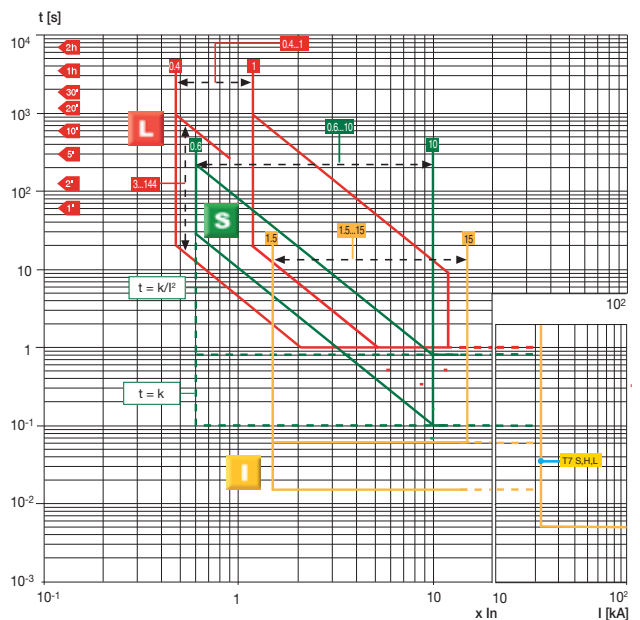 t [s]
10⁴
2h
1h
30'
20'
10'
5'
2'
1'
0.4
0.4...1
1
10³
L
0.6
0.6...10
10
3...144
10²
S
1.5
1.5...15
15
10
t = k/I²
10²
1
t = k
10⁻¹
I
T7 S,H,L
10⁻²
10⁻³
10⁻¹
1
10
10
10²
x In
I [kA]